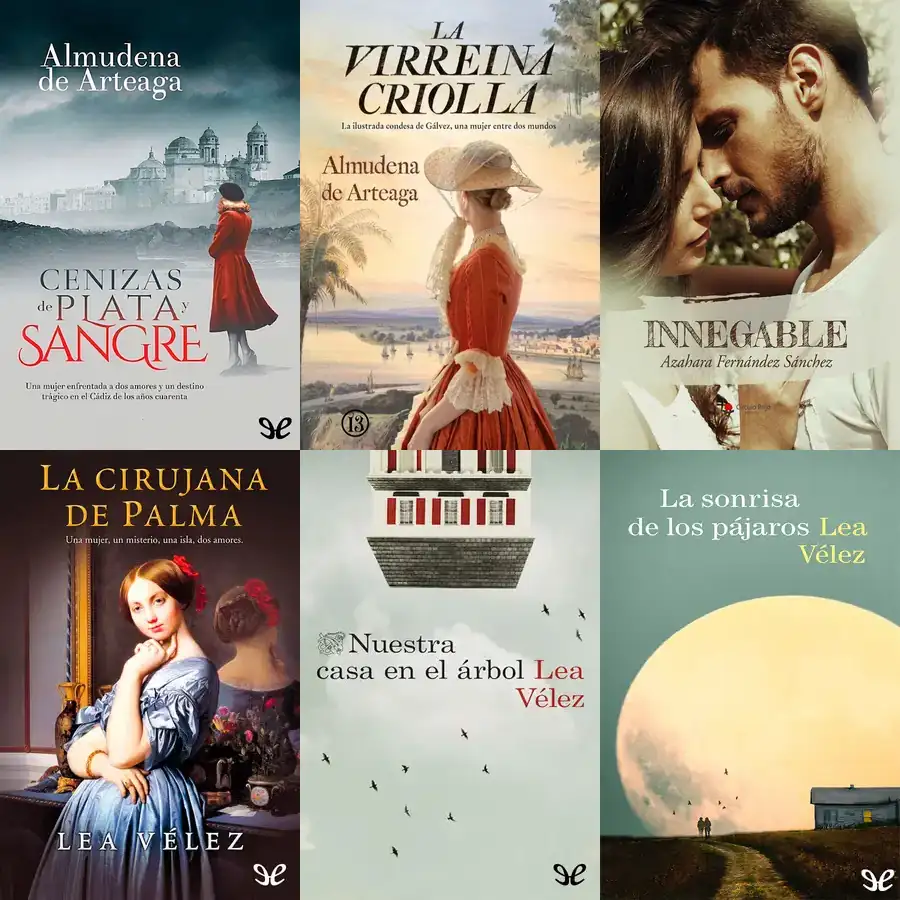 Almudena
de Arteaga
CENIZAS
de PLATA y
SANGRE
Una mujer enfrentada a dos amores y un destino
trágico en el Cádiz de los años cuarenta
LA
VIRREINA
CRIOLLA
La ilustrada condesa de Gálvez, una mujer entre dos mundos
Almudena
de Arteaga
13
INNEGABLE
Azahara Fernández Sánchez
LA CIRUJANA
DE PALMA
Una mujer, un misterio, una isla, dos amores.
LEA VÉLEZ
Nuestra
casa en el árbol Lea
Vélez
La sonrisa
de los pájaros Lea
Vélez